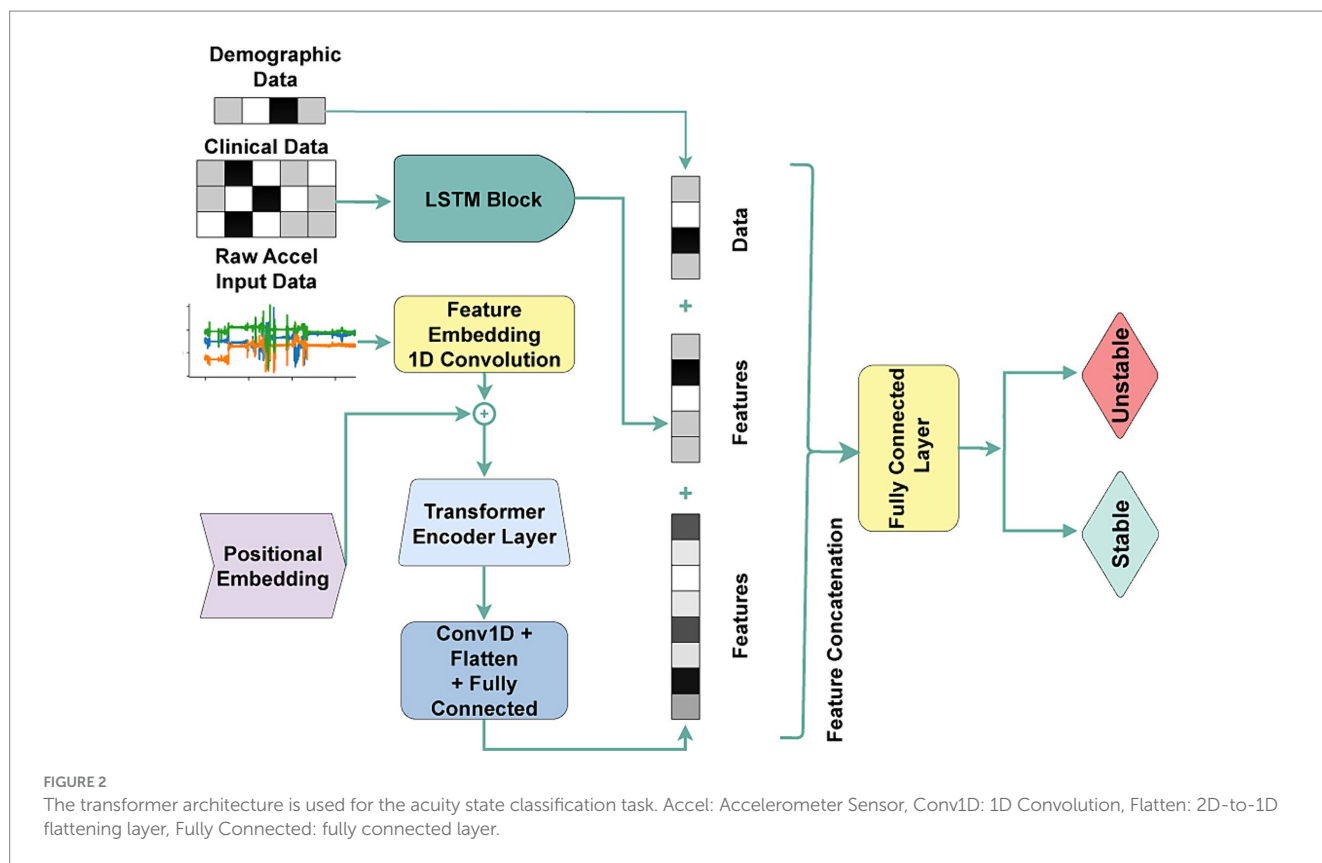 Demographic
Data
Clinical Data
LSTM Block
Raw Accel
Input Data
Feature
Embedding
1D Convolution
+
Positional
Embedding
Transformer
Encoder Layer
Conv1D +
Flatten
+ Fully
Connected
Data
+
Features
+
Features
Feature Concatenation
Fully Connected
Layer
Unstable
Stable
FIGURE 2
The transformer architecture is used for the acuity state classification task. Accel: Accelerometer Sensor, Conv1D: 1D Convolution, Flatten: 2D-to-1D
flattening layer, Fully Connected: fully connected layer.